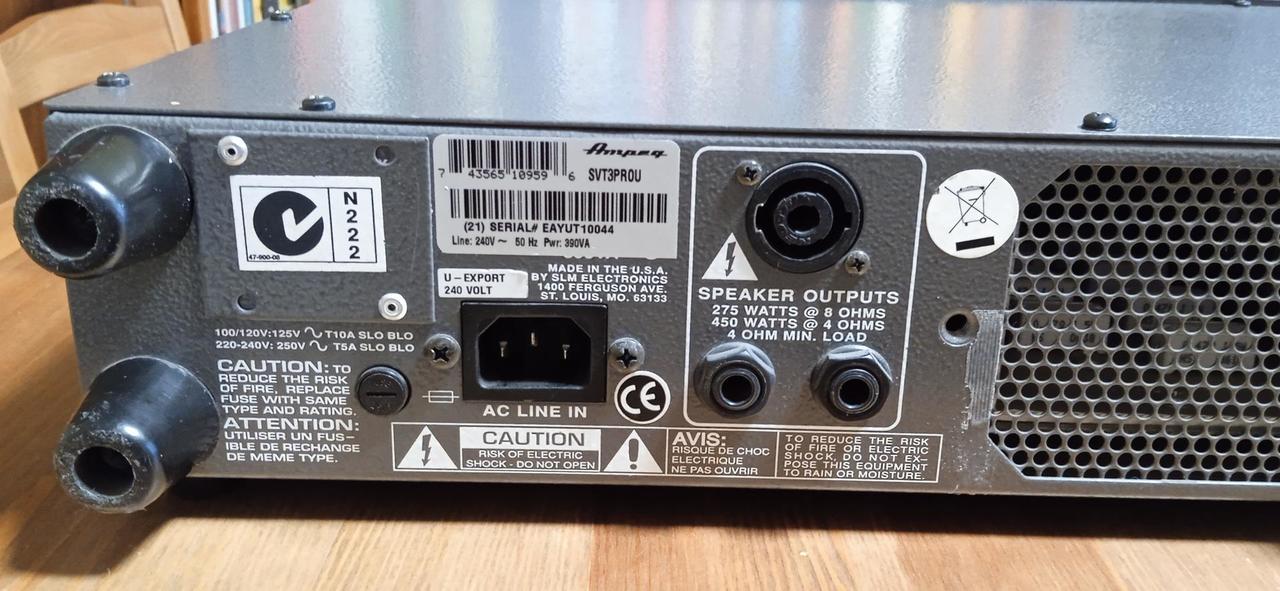 N222
47-900-08
Ampeg
7 43565 10959 6 SVT3PROU
(21) SERIAL# EAYUT10044
Line: 240V ~ 50 Hz Pwr: 390VA
U - EXPORT
240 VOLT
MADE IN THE U.S.A.
BY SLM ELECTRONICS
1400 FERGUSON AVE.
ST. LOUIS, MO. 63133
100/120V:125V ∿ T10A SLO BLO
220-240V: 250V ∿ T5A SLO BLO
CAUTION: TO
REDUCE THE RISK
OF FIRE, REPLACE
FUSE WITH SAME
TYPE AND RATING.
ATTENTION:
UTILISER UN FUS-
IBLE DE RECHANGE
DE MEME TYPE.
AC LINE IN
CE
SPEAKER OUTPUTS
275 WATTS @ 8 OHMS
450 WATTS @ 4 OHMS
4 OHM MIN. LOAD
CAUTION
RISK OF ELECTRIC
SHOCK - DO NOT OPEN
AVIS:
RISQUE DE CHOC
ELECTRIQUE
NE PAS OUVRIR
TO REDUCE THE RISK
OF FIRE OR ELECTRIC
SHOCK, DO NOT EX-
POSE THIS EQUIPMENT
TO RAIN OR MOISTURE.